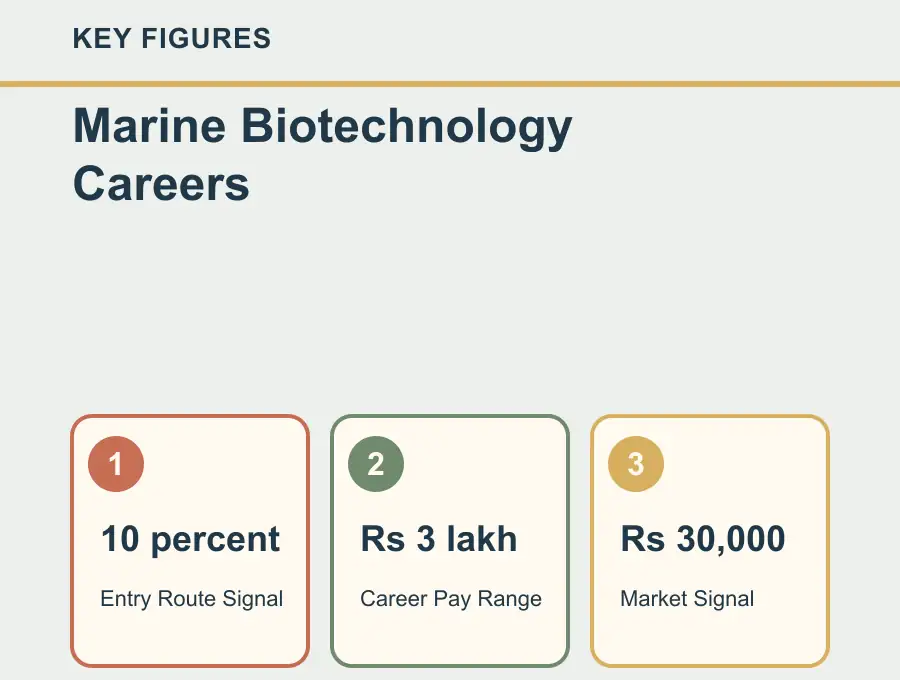 KEY FIGURES
Marine Biotechnology
Careers
1
10 percent
Entry Route Signal
2
Rs 3 lakh
Career Pay Range
3
Rs 30,000
Market Signal